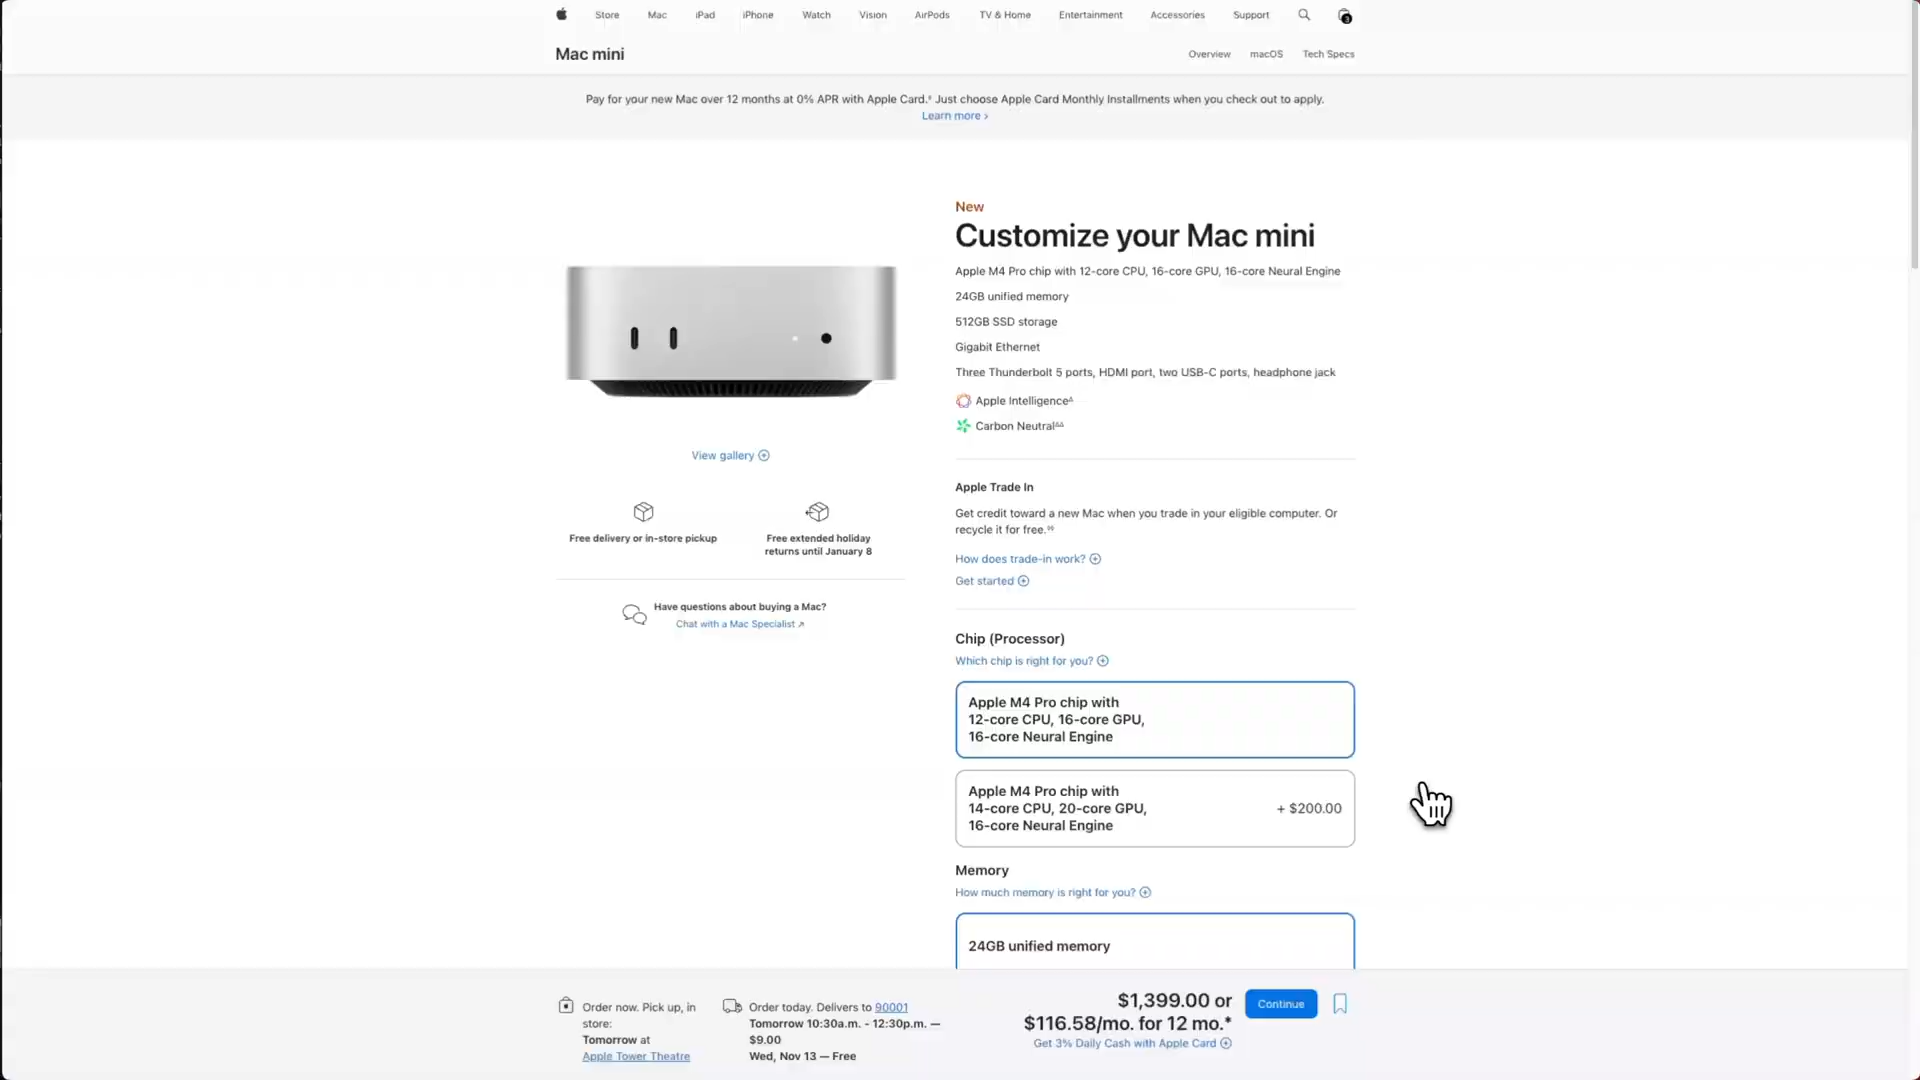 Store Mac iPad iPhone Watch Vision AirPods TV & Home Entertainment Accessories Support 3
Mac mini
Overview macOS Tech Specs
Pay for your new Mac over 12 months at 0% APR with Apple Card.◊ Just choose Apple Card Monthly Installments when you check out to apply.
Learn more >
New
Customize your Mac mini
Apple M4 Pro chip with 12-core CPU, 16-core GPU, 16-core Neural Engine
24GB unified memory
512GB SSD storage
Gigabit Ethernet
Three Thunderbolt 5 ports, HDMI port, two USB-C ports, headphone jack
Apple Intelligence∆
Carbon Neutral∆∆
View gallery
Free delivery or in-store pickup
Free extended holiday
returns until January 8
Have questions about buying a Mac?
Chat with a Mac Specialist ↗
Apple Trade In
Get credit toward a new Mac when you trade in your eligible computer. Or
recycle it for free.◊◊
How does trade-in work?
Get started
Chip (Processor)
Which chip is right for you?
Apple M4 Pro chip with
12-core CPU, 16-core GPU,
16-core Neural Engine
Apple M4 Pro chip with
14-core CPU, 20-core GPU,
16-core Neural Engine
+ $200.00
Memory
How much memory is right for you?
24GB unified memory
Order now. Pick up, in
store:
Tomorrow at
Apple Tower Theatre
Order today. Delivers to 90001
Tomorrow 10:30a.m. - 12:30p.m. —
$9.00
Wed, Nov 13 — Free
$1,399.00 or
$116.58/mo. for 12 mo.*
Get 3% Daily Cash with Apple Card
Continue